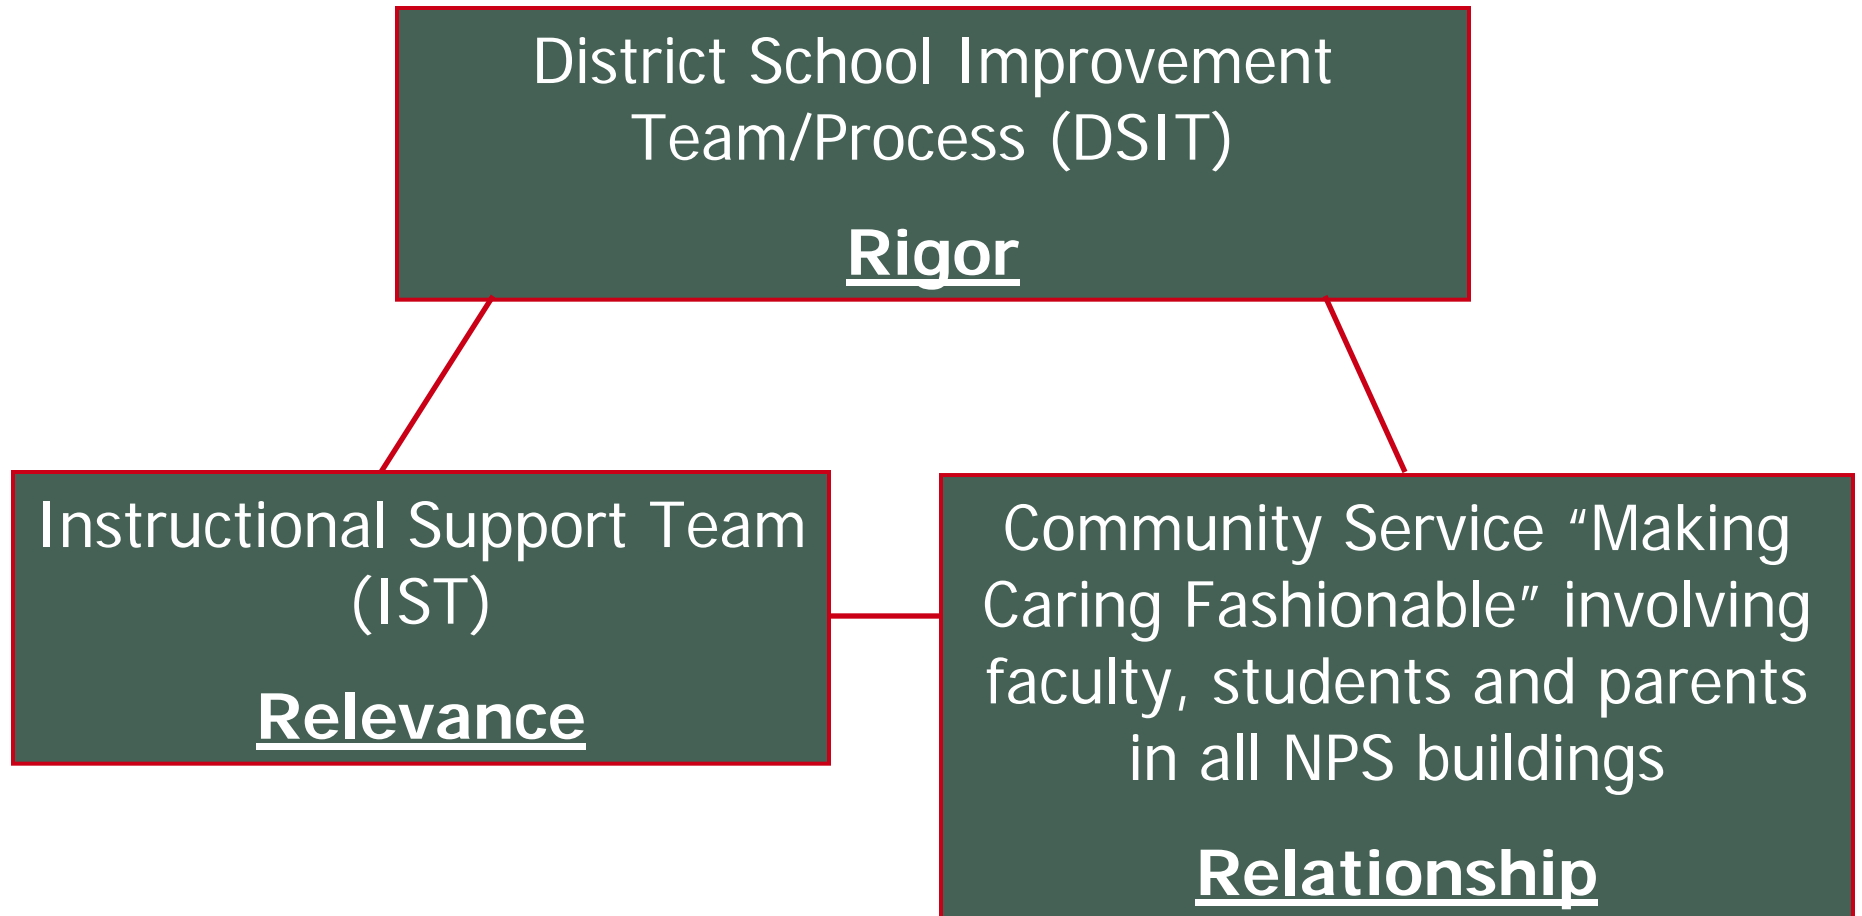 District School Improvement
Team/Process (DSIT)
Rigor
Instructional Support Team
(IST)
Relevance
Community Service “Making
Caring Fashionable” involving
faculty, students and parents
in all NPS buildings
Relationship